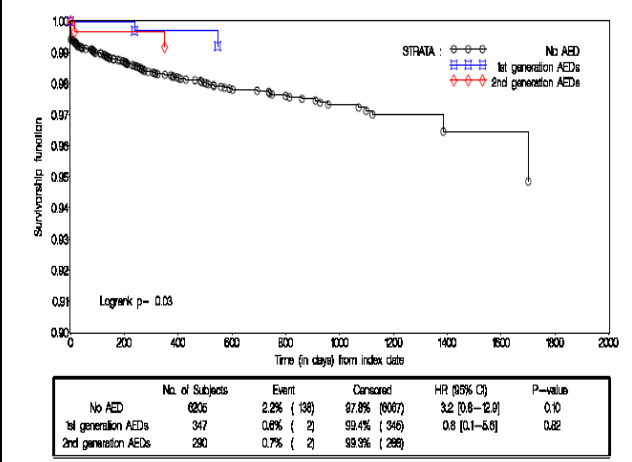 1.00
0.99
0.98
0.97
0.96
0.95
0.94
0.93
0.92
0.91
0.90
Survivorship function
STRATA : No AED
1st generation AEDs
2nd generation AEDs
Logrank p= 0.03
0 200 400 600 800 1000 1200 1400 1600 1800 2000
Time (in days) from index date
No. of Subjects Event Censored HR (95% CI) P-value
No AED 6205 2.2% ( 138) 97.8% (6067) 3.2 (0.8-12.9) 0.10
1st generation AEDs 347 0.6% ( 2) 99.4% ( 345) 0.8 (0.1-5.6) 0.82
2nd generation AEDs 290 0.7% ( 2) 99.3% ( 288)